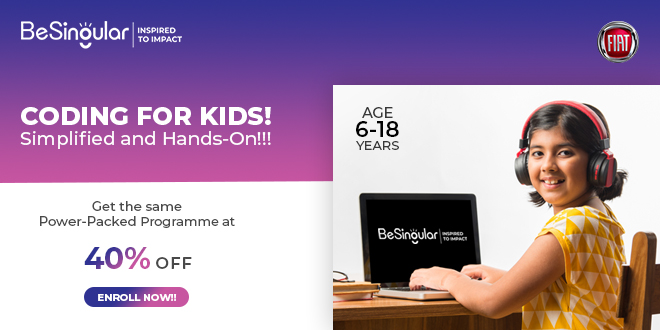 BeSingular
INSPIRED
TO IMPACT
FIAT
CODING FOR KIDS!
Simplified and Hands-On!!!
AGE
6-18
YEARS
Get the same
Power-Packed Programme at
40% OFF
ENROLL NOW!!
BeSingular
INSPIRED
TO IMPACT